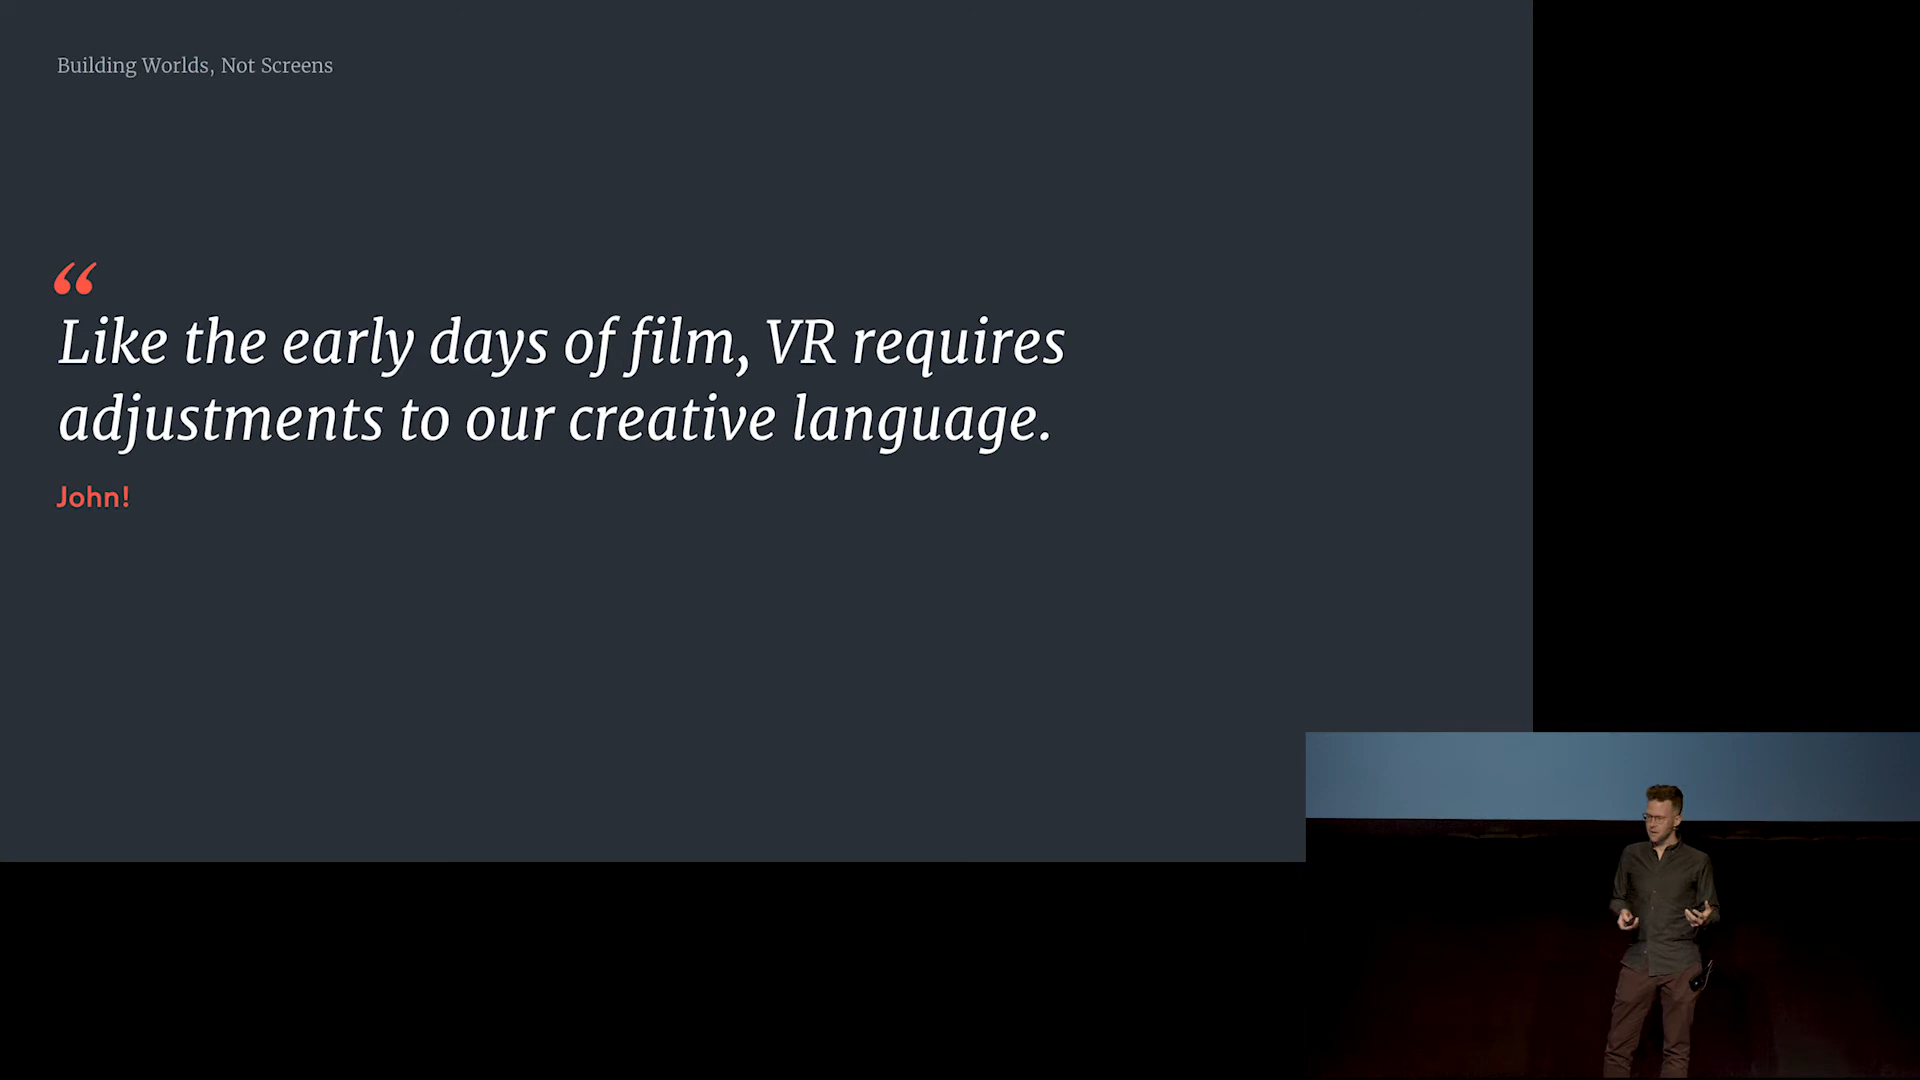 Building Worlds, Not Screens
“
Like the early days of film, VR requires
adjustments to our creative language.
John!